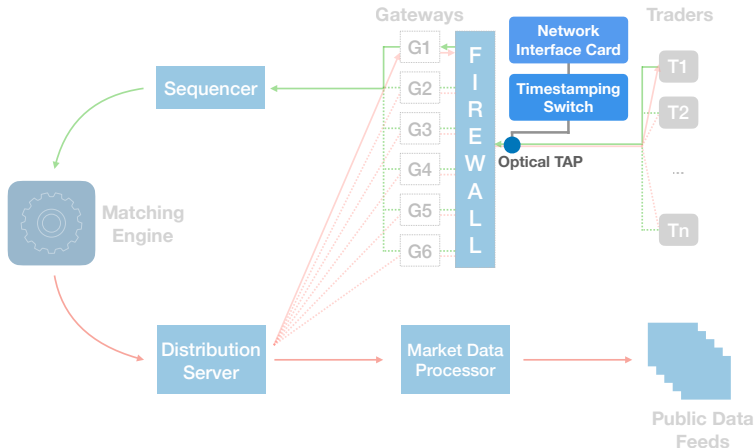 Gateways
Traders
G1
G2
G3
G4
G5
G6
F
I
R
E
W
A
L
L
Network
Interface Card
Timestamping
Switch
Optical TAP
T1
T2
...
Tn
Sequencer
Matching
Engine
Distribution
Server
Market Data
Processor
Public Data
Feeds